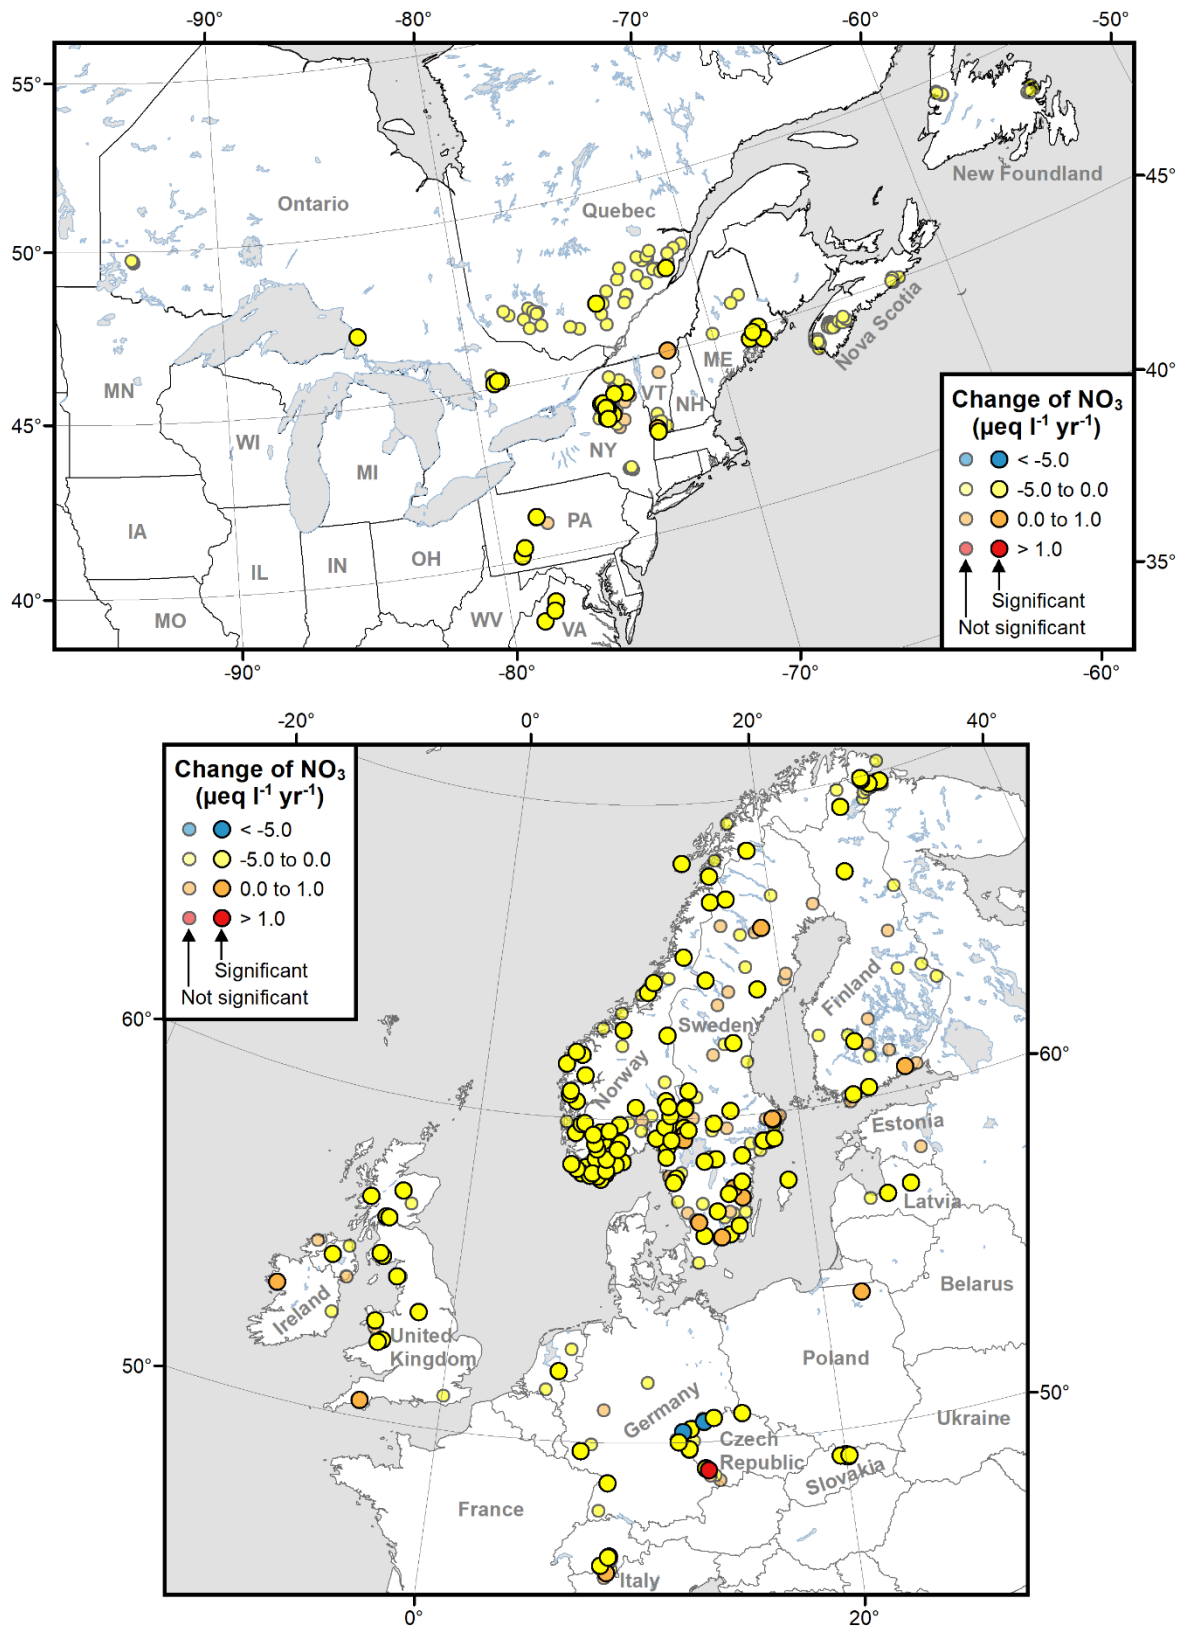 -90°
-80°
-70°
-60°
-50°
55°
50°
45°
40°
45°
40°
35°
Ontario
Quebec
New Foundland
Nova Scotia
ME
VT
NH
NY
MN
WI
MI
PA
IA
IL
IN
OH
MO
WV
VA
Change of NO₃
(µeq l⁻¹ yr⁻¹)
< -5.0
-5.0 to 0.0
0.0 to 1.0
> 1.0
Significant
Not significant
-90°
-80°
-70°
-60°
-20°
0°
20°
40°
Change of NO₃
(µeq l⁻¹ yr⁻¹)
< -5.0
-5.0 to 0.0
0.0 to 1.0
> 1.0
Significant
Not significant
60°
50°
60°
50°
Finland
Sweden
Norway
Estonia
Latvia
Belarus
Ireland
United
Kingdom
Poland
Germany
Ukraine
Czech
Republic
Slovakia
France
Italy
0°
20°